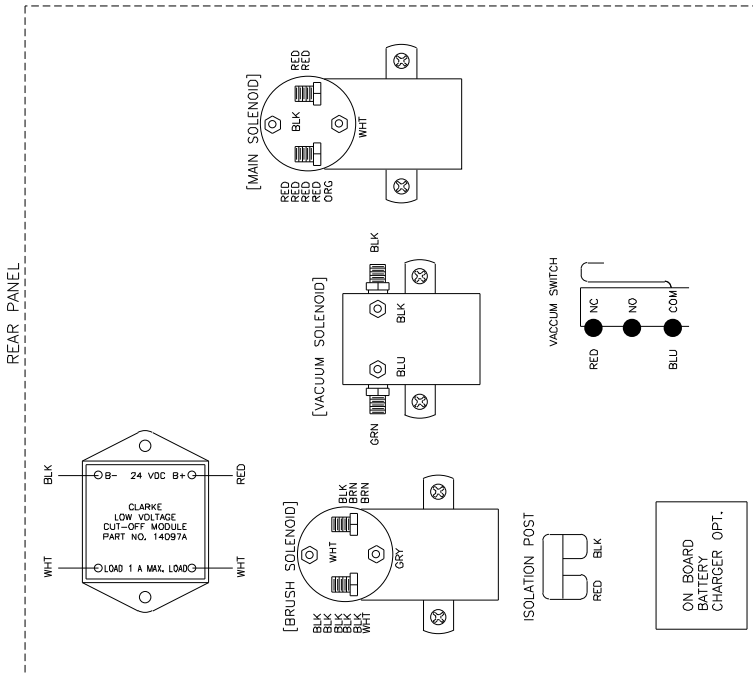 REAR PANEL
[MAIN SOLENOID]
RED
RED
BLK
WHT
RED
RED
RED
RED
ORG
[VACUUM SOLENOID]
BLK
BLK
BLU
GRN
VACCUM SWITCH
NC
NO
COM
RED
BLU
BLK
RED
B- 24 VDC B+
CLARKE
LOW VOLTAGE
CUT-OFF MODULE
PART NO. 14097A
LOAD 1 A MAX. LOAD
WHT
WHT
[BRUSH SOLENOID]
BLK
BRN
BRN
WHT
GRY
BLK
BLK
BLK
BLK
BLK
WHT
ISOLATION POST
BLK
RED
ON BOARD
BATTERY
CHARGER OPT.